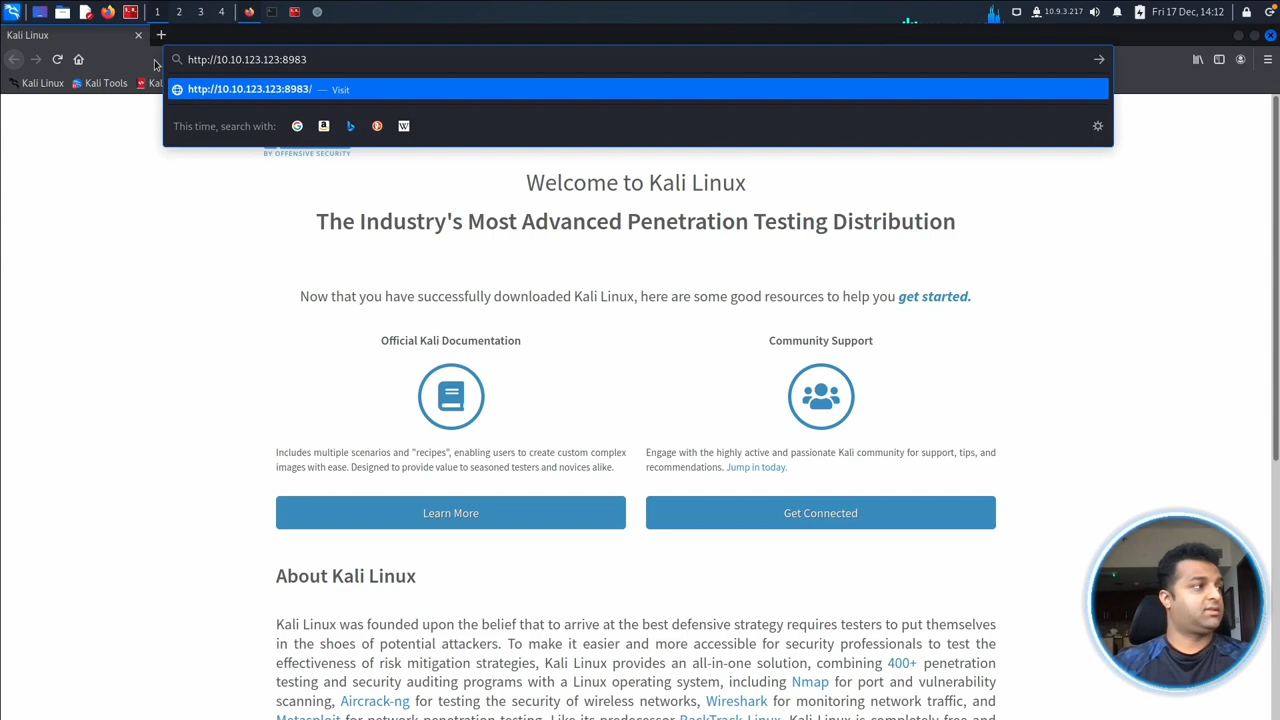 1 2 3 4 10.9.3.217 Fri 17 Dec, 14:12
Kali Linux
http://10.10.123.123:8983
Kali Linux Kali Tools Kal
http://10.10.123.123:8983/ — Visit
This time, search with:
BY OFFENSIVE SECURITY
Welcome to Kali Linux
The Industry's Most Advanced Penetration Testing Distribution
Now that you have successfully downloaded Kali Linux, here are some good resources to help you get started.
Official Kali Documentation
Includes multiple scenarios and "recipes", enabling users to create custom complex
images with ease. Designed to provide value to seasoned testers and novices alike.
Learn More
Community Support
Engage with the highly active and passionate Kali community for support, tips, and
recommendations. Jump in today.
Get Connected
About Kali Linux
Kali Linux was founded upon the belief that to arrive at the best defensive strategy requires testers to put themselves
in the shoes of potential attackers. To make it easier and more accessible for security professionals to test the
effectiveness of risk mitigation strategies, Kali Linux provides an all-in-one solution, combining 400+ penetration
testing and security auditing programs with a Linux operating system, including Nmap for port and vulnerability
scanning, Aircrack-ng for testing the security of wireless networks, Wireshark for monitoring network traffic, and
Metasploit for network penetration testing. Like its predecessor BackTrack Linux, Kali Linux is completely free and